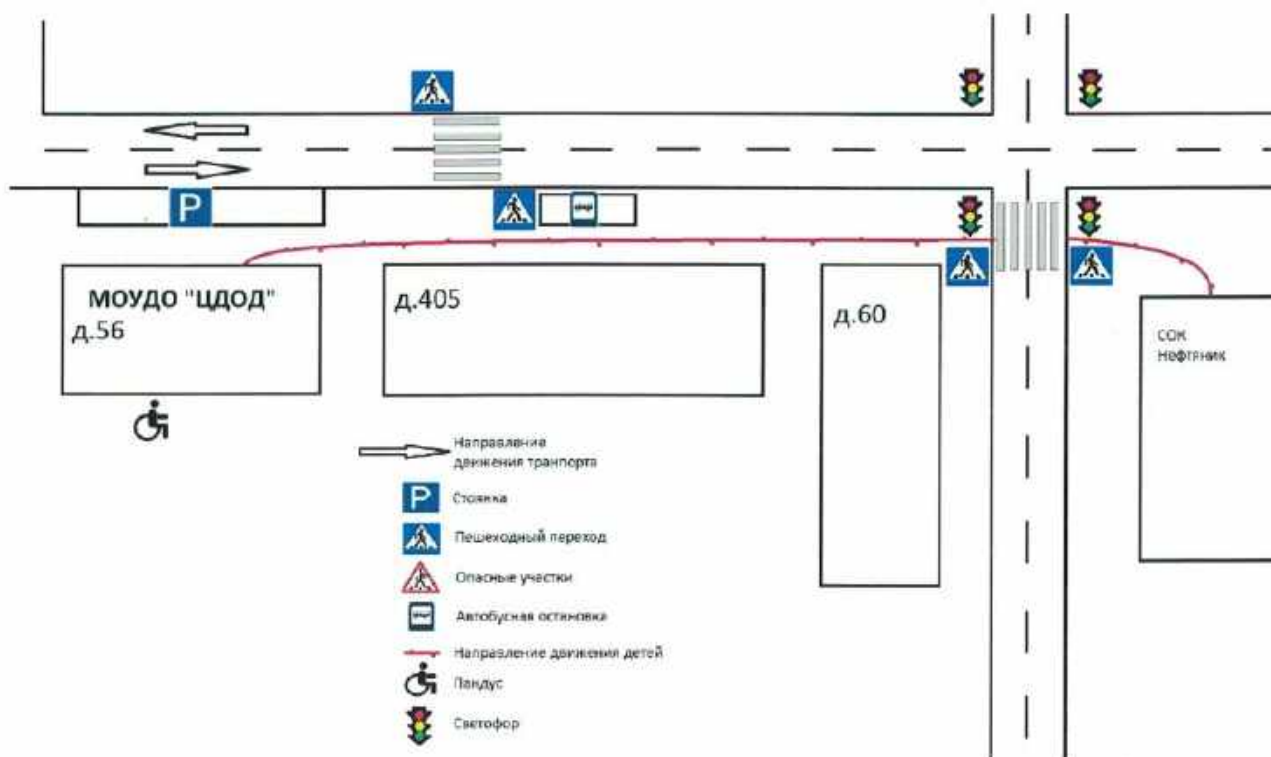 P
МОУДО "ЦДОД"
д.56
д.405
д.60
СОК
Нефтяник
Направление
движения транпорта
P
Стоянка
Пешеходный переход
Опасные участки
Автобусная остановка
Направление движения детей
Пандус
Светофор